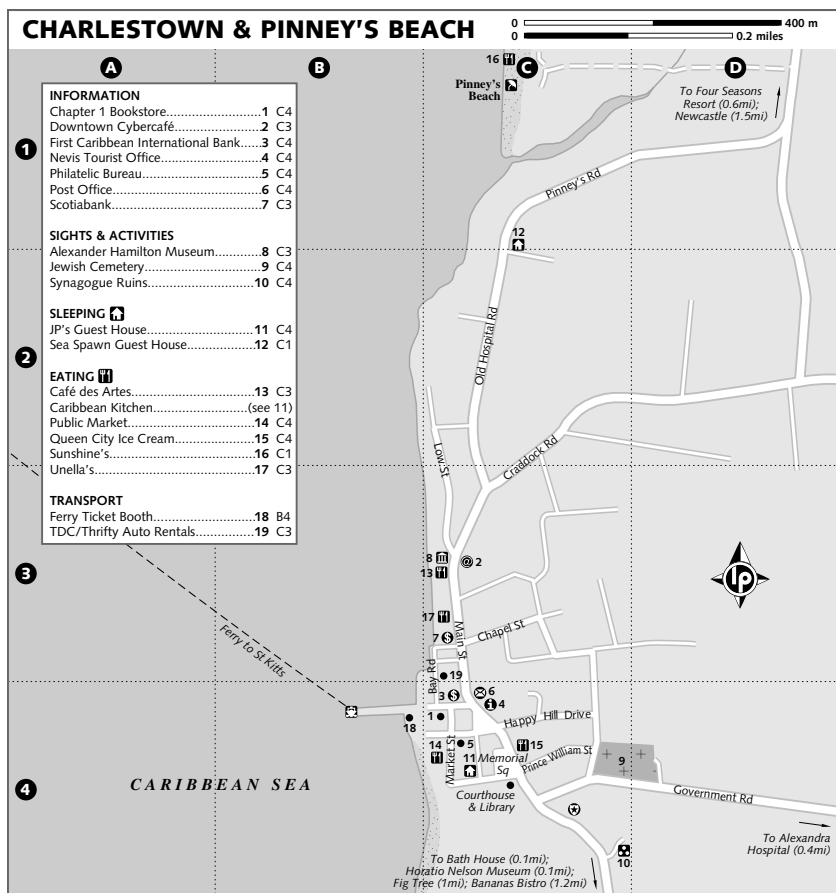 CHARLESTOWN & PINNEY'S BEACH
0 400 m
0 0.2 miles
A
B
C
D
1
2
3
4
INFORMATION
Chapter 1 Bookstore.......................1 C4
Downtown Cybercafé.....................2 C3
First Caribbean International Bank.....3 C4
Nevis Tourist Office........................4 C4
Philatelic Bureau............................5 C4
Post Office...................................6 C4
Scotiabank...................................7 C3
SIGHTS & ACTIVITIES
Alexander Hamilton Museum..........8 C3
Jewish Cemetery............................9 C4
Synagogue Ruins..........................10 C4
SLEEPING
JP's Guest House..........................11 C4
Sea Spawn Guest House................12 C1
EATING
Café des Artes.............................13 C3
Caribbean Kitchen....................(see 11)
Public Market..............................14 C4
Queen City Ice Cream...................15 C4
Sunshine's..................................16 C1
Unella's......................................17 C3
TRANSPORT
Ferry Ticket Booth........................18 B4
TDC/Thrifty Auto Rentals...............19 C3
16
Pinney's
Beach
To Four Seasons
Resort (0.6mi);
Newcastle (1.5mi)
Pinney's Rd
12
Old Hospital Rd
Low St
Craddock Rd
8
@ 2
13
17
Main St
7 $
Chapel St
lp
Ferry to St Kitts
Bay Rd
19
3 $
6
i 4
18
1
Happy Hill Drive
Market St
14
5
11
Memorial
Sq
15
Prince William St
9
CARIBBEAN SEA
Courthouse
& Library
Government Rd
To Alexandra
Hospital (0.4mi)
10
To Bath House (0.1mi);
Horatio Nelson Museum (0.1mi);
Fig Tree (1mi); Bananas Bistro (1.2mi)